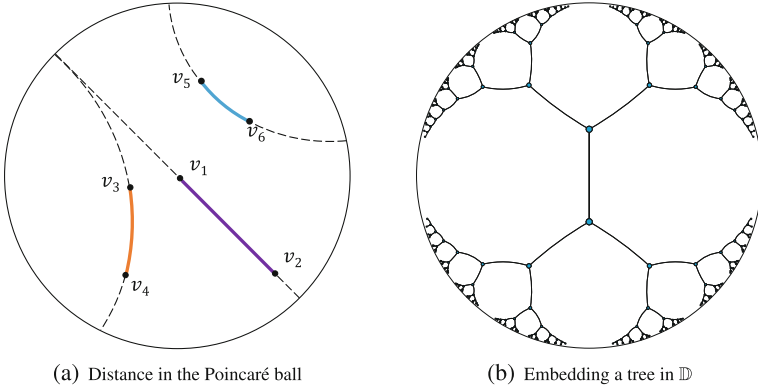 v₅
v₆
v₁
v₃
v₂
v₄
(a) Distance in the Poincaré ball
(b) Embedding a tree in 𝔻